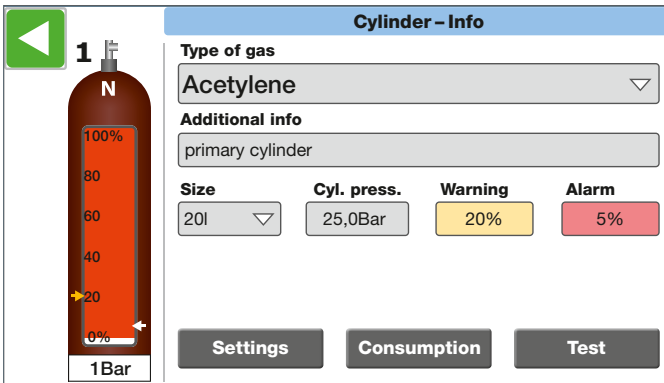 Cylinder – Info
1
Type of gas
N
Acetylene
Additional info
primary cylinder
Size Cyl. press. Warning Alarm
20l 25,0Bar 20% 5%
100%
80
60
40
20
0%
1Bar
Settings Consumption Test